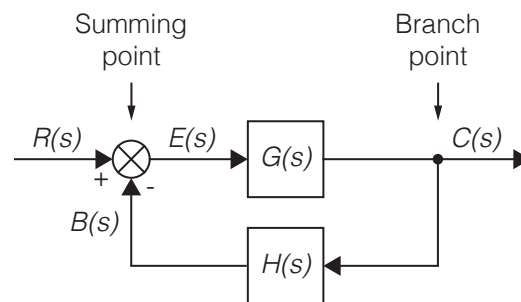 Summing
point
Branch
point
R(s)
E(s)
G(s)
C(s)
+
-
B(s)
H(s)